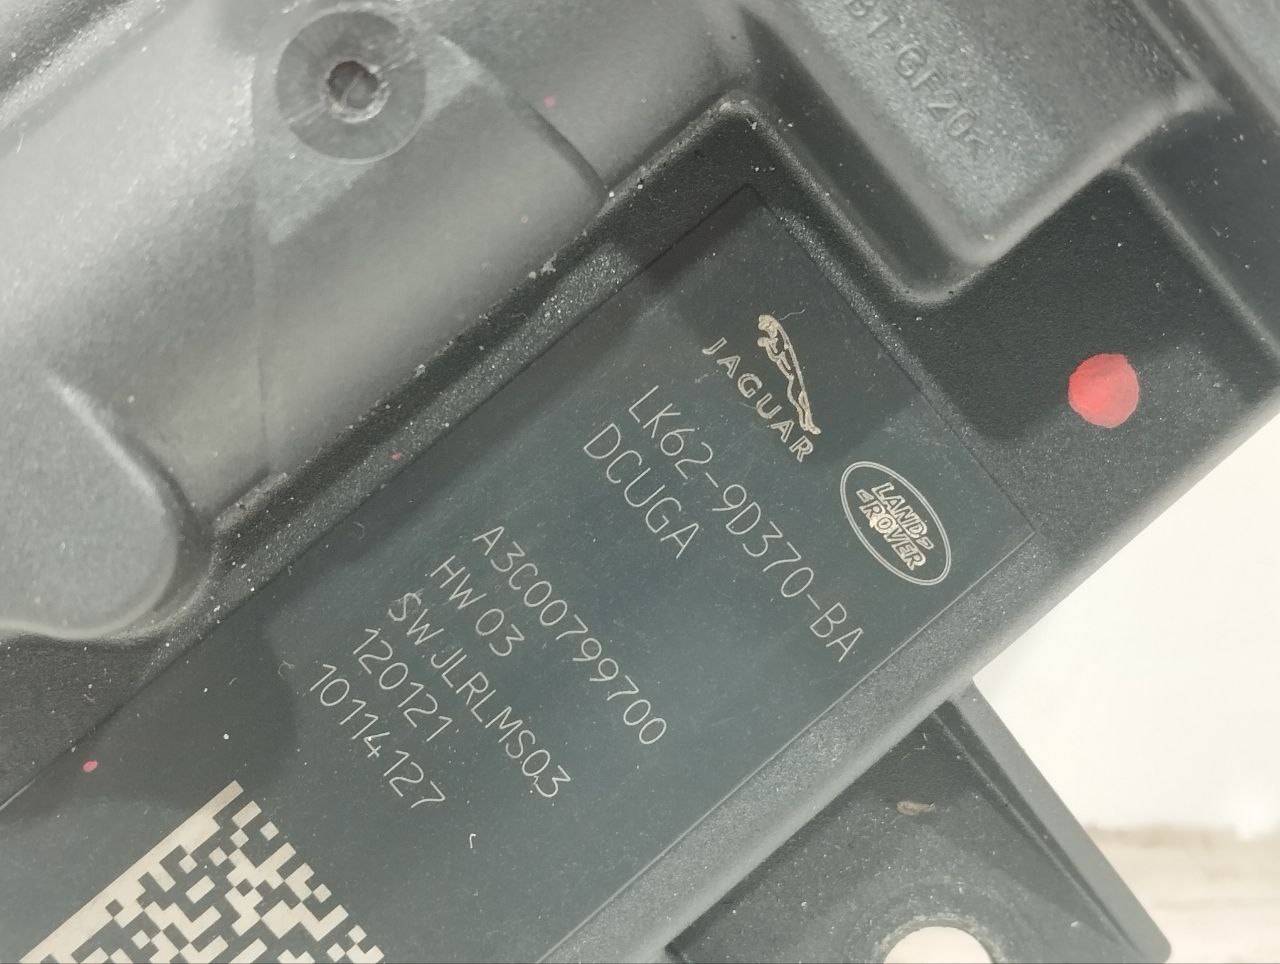 JAGUAR
LAND
ROVER
LK62-9D370-BA
DCUGA
A3C00799700
HW 03
SW JLRLMS03
120121
10114127